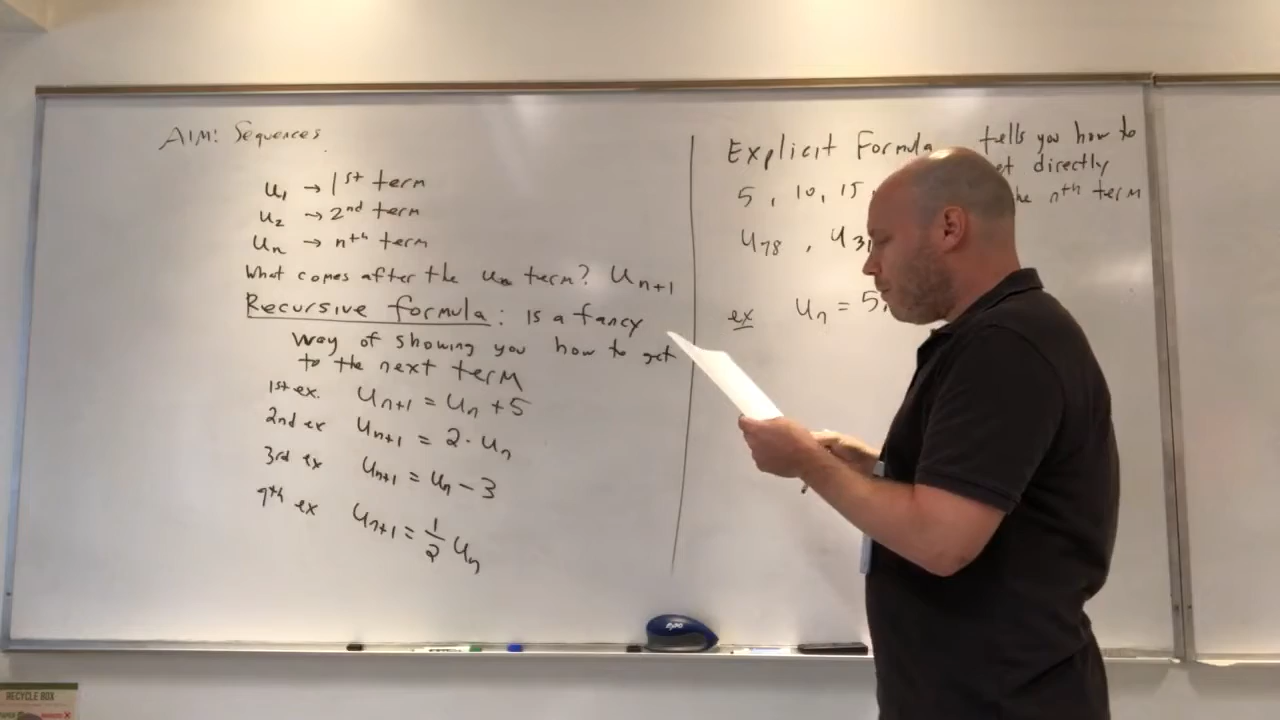 AIM: Sequences
u₁ → 1st term
u₂ → 2nd term
uₙ → nth term
What comes after the uₙ term? uₙ₊₁
Recursive formula: is a fancy
way of showing you how to get
to the next term
1st ex. uₙ₊₁ = uₙ + 5
2nd ex uₙ₊₁ = 2 · uₙ
3rd ex uₙ₊₁ = uₙ - 3
4th ex uₙ₊₁ = 1/2 uₙ
Explicit Formula tells you how to
directly
5, 10, 15,
nth term
u₇₈, u₃₁
ex uₙ = 5
expo
RECYCLE BOX
PAPER